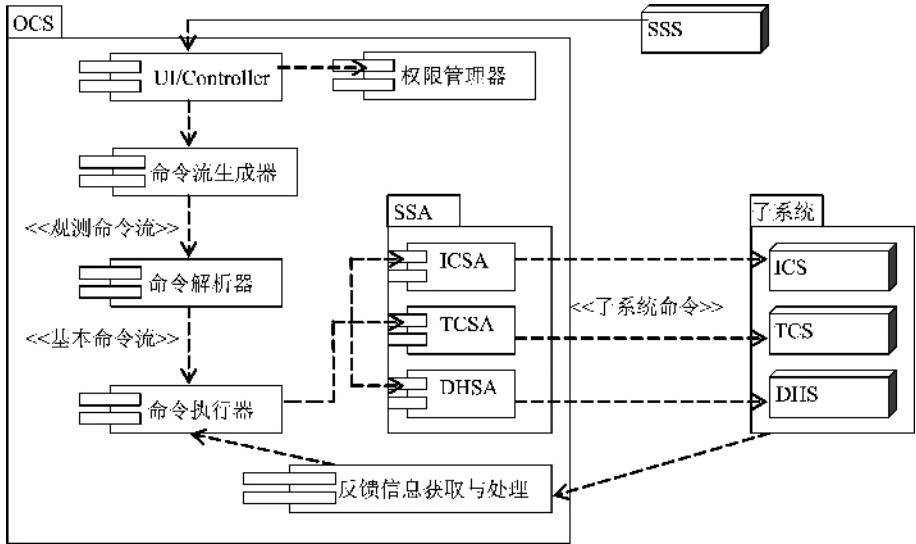 OCS
SSS
UI/Controller
权限管理器
命令流生成器
<<观测命令流>>
SSA
子系统
命令解析器
ICSA
ICS
<<子系统命令>>
<<基本命令流>>
TCSA
TCS
命令执行器
DHSA
DHS
反馈信息获取与处理